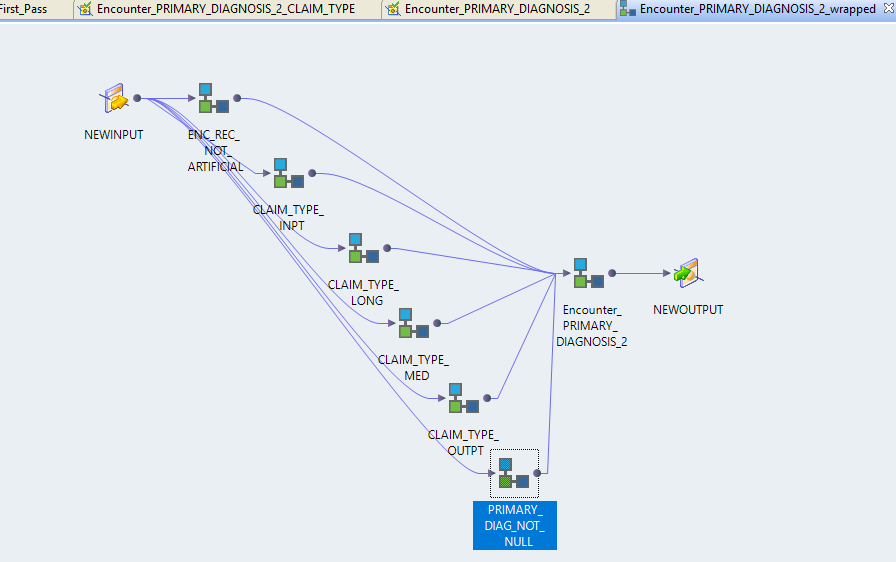 First_Pass
Encounter_PRIMARY_DIAGNOSIS_2_CLAIM_TYPE
Encounter_PRIMARY_DIAGNOSIS_2
Encounter_PRIMARY_DIAGNOSIS_2_wrapped
NEWINPUT
ENC_REC_
NOT_
ARTIFICIAL
CLAIM_TYPE_
INPT
CLAIM_TYPE_
LONG
CLAIM_TYPE_
MED
CLAIM_TYPE_
OUTPT
PRIMARY_
DIAG_NOT_
NULL
Encounter_
PRIMARY_
DIAGNOSIS_2
NEWOUTPUT